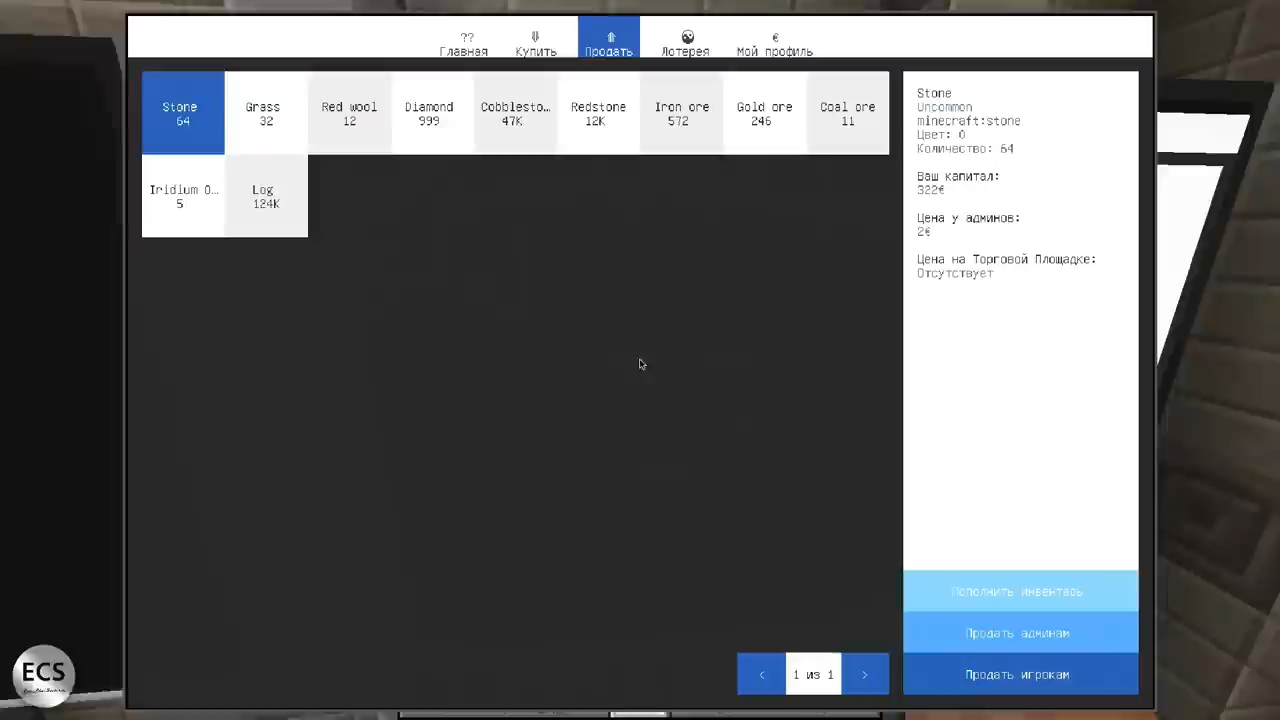 ??
Главная
Купить
Продать
Лотерея
€
Мой профиль
Stone
64
Grass
32
Red wool
12
Diamond
999
Cobblesto…
47K
Redstone
12K
Iron ore
572
Gold ore
246
Coal ore
11
Iridium O…
5
Log
124K
Stone
Uncommon
minecraft:stone
Цвет: 0
Количество: 64
Ваш капитал:
322€
Цена у админов:
2€
Цена на Торговой Площадке:
Отсутствует
Пополнить инвентарь
Продать админам
Продать игрокам
< 1 из 1 >
ECS